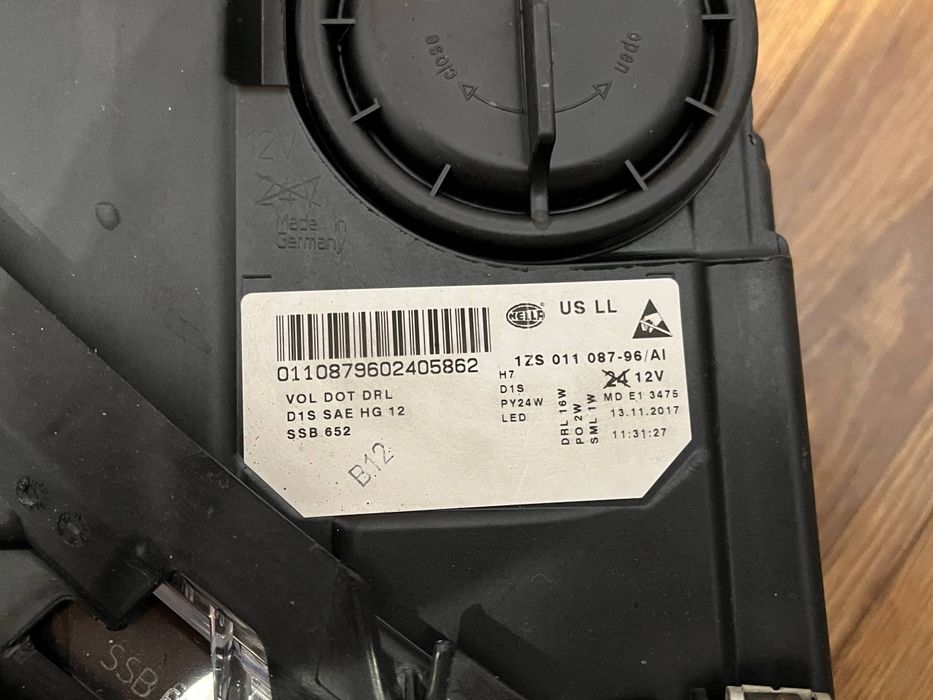 close
open
12V
24V
Made in
Germany
0110879602405862
VOL DOT DRL
D1S SAE HG 12
SSB 652
B12
HELLA
US LL
1ZS 011 087-96/AI
H7
D1S
PY24W
LED
DRL 16W
PO 2W
SML 1W
24 12V
MD E1 3475
13.11.2017
11:31:27
SSB